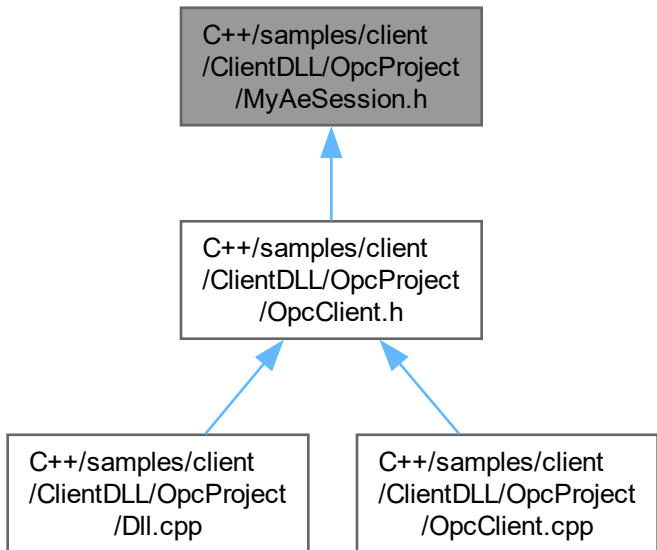 C++/samples/client
/ClientDLL/OpcProject
/MyAeSession.h
C++/samples/client
/ClientDLL/OpcProject
/OpcClient.h
C++/samples/client
/ClientDLL/OpcProject
/Dll.cpp
C++/samples/client
/ClientDLL/OpcProject
/OpcClient.cpp